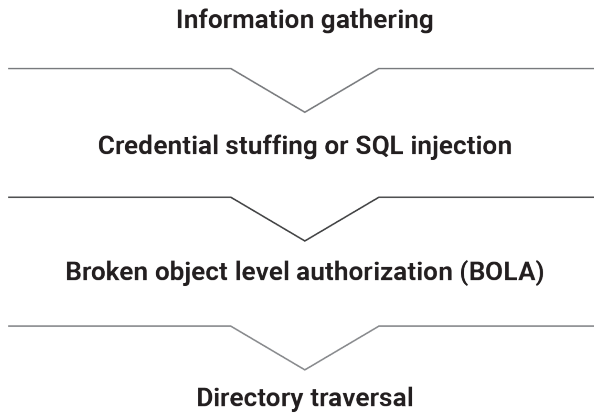 Information gathering
Credential stuffing or SQL injection
Broken object level authorization (BOLA)
Directory traversal